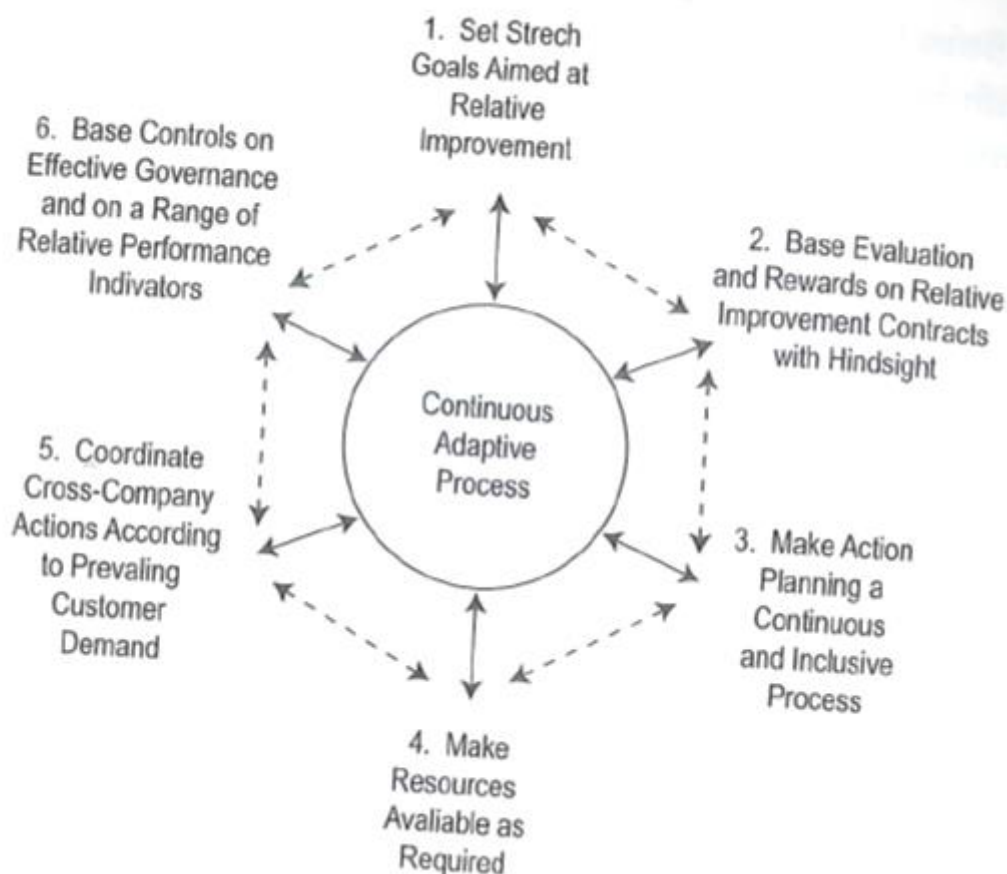 1. Set Strech
Goals Aimed at
Relative
Improvement
2. Base Evaluation
and Rewards on Relative
Improvement Contracts
with Hindsight
3. Make Action
Planning a
Continuous
and Inclusive
Process
4. Make
Resources
Avaliable as
Required
5. Coordinate
Cross-Company
Actions According
to Prevaling
Customer
Demand
6. Base Controls on
Effective Governance
and on a Range of
Relative Performance
Indivators
Continuous
Adaptive
Process